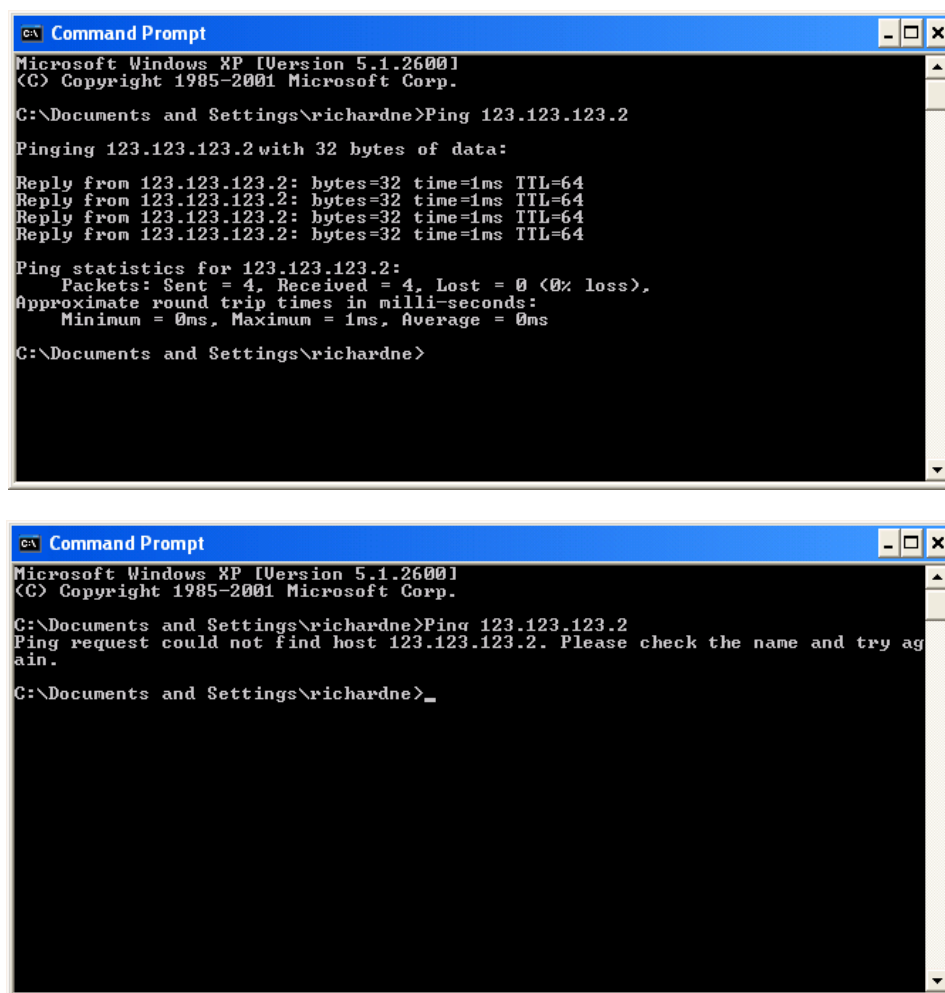 Command Prompt
Microsoft Windows XP [Version 5.1.2600]
(C) Copyright 1985-2001 Microsoft Corp.
C:\Documents and Settings\richardne>Ping 123.123.123.2
Pinging 123.123.123.2 with 32 bytes of data:
Reply from 123.123.123.2: bytes=32 time=1ms TTL=64
Reply from 123.123.123.2: bytes=32 time=1ms TTL=64
Reply from 123.123.123.2: bytes=32 time=1ms TTL=64
Reply from 123.123.123.2: bytes=32 time=1ms TTL=64
Ping statistics for 123.123.123.2:
Packets: Sent = 4, Received = 4, Lost = 0 (0% loss),
Approximate round trip times in milli-seconds:
Minimum = 0ms, Maximum = 1ms, Average = 0ms
C:\Documents and Settings\richardne>
Command Prompt
Microsoft Windows XP [Version 5.1.2600]
(C) Copyright 1985-2001 Microsoft Corp.
C:\Documents and Settings\richardne>Ping 123.123.123.2
Ping request could not find host 123.123.123.2. Please check the name and try ag
ain.
C:\Documents and Settings\richardne>_